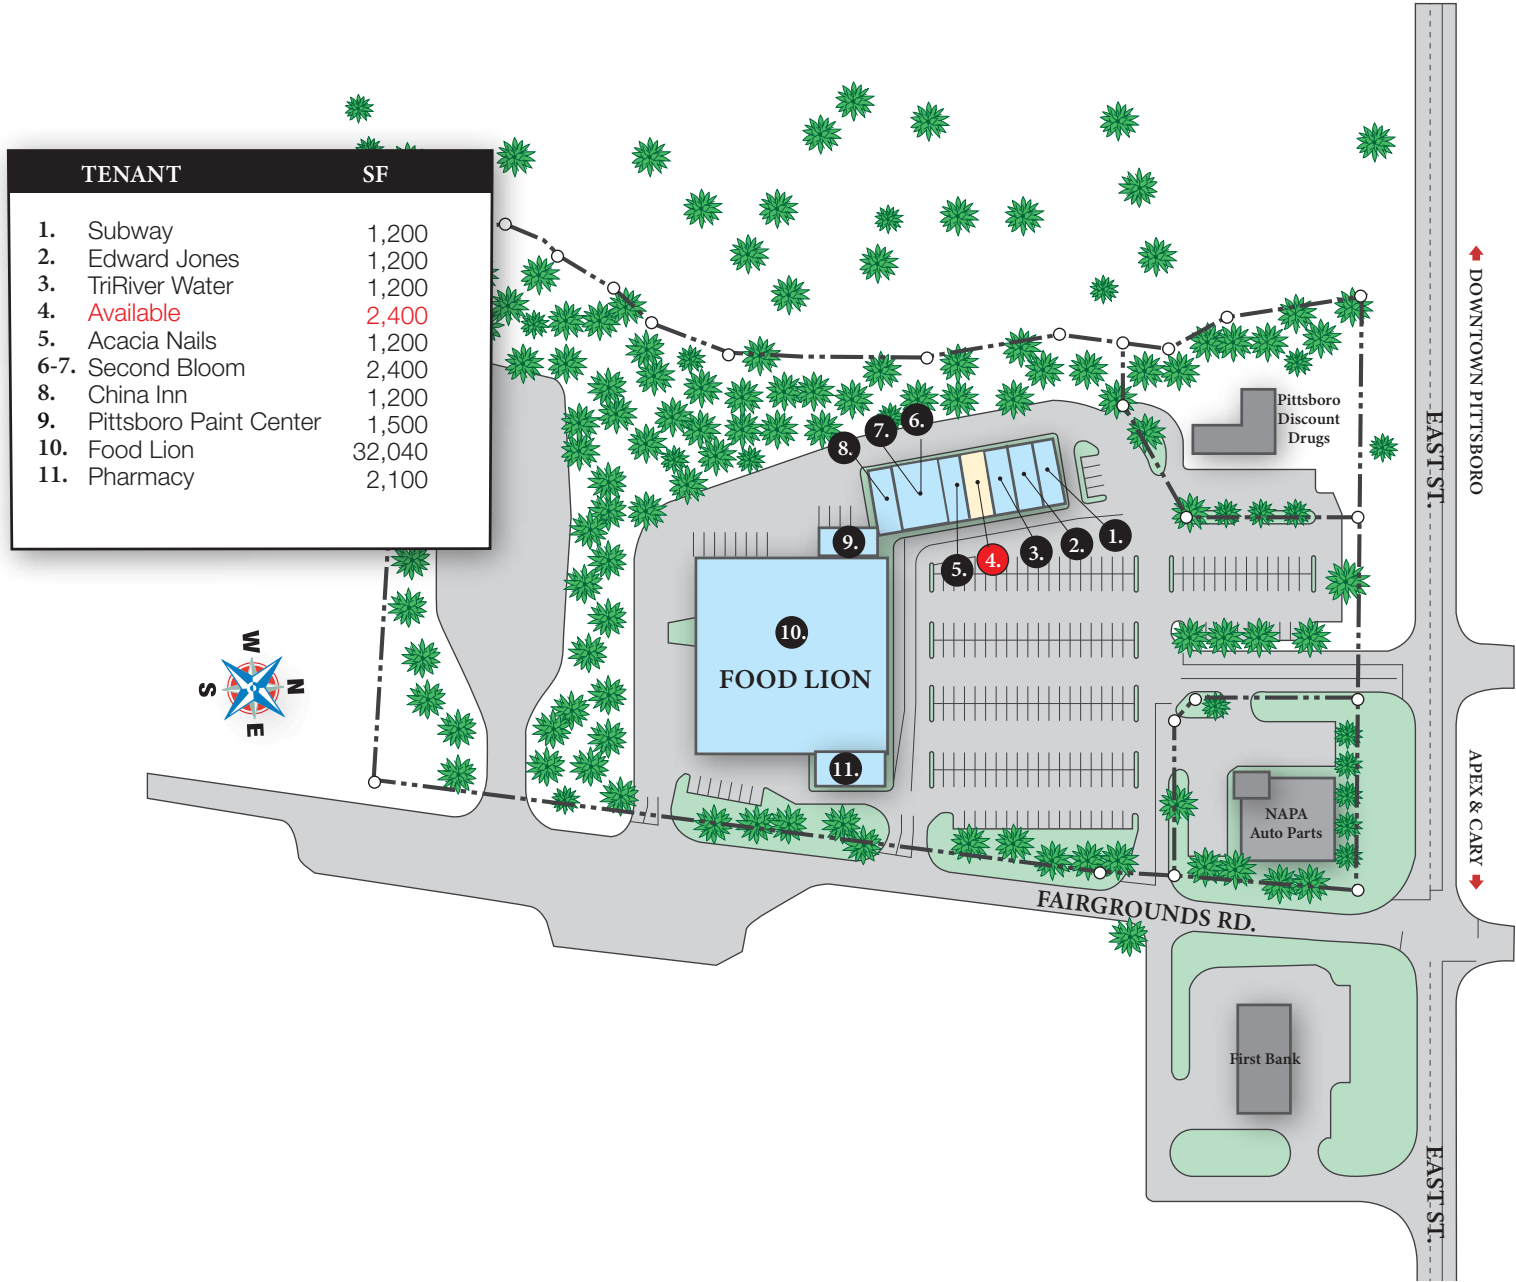 TENANT SF
1. Subway 1,200
2. Edward Jones 1,200
3. TriRiver Water 1,200
4. Available 2,400
5. Acacia Nails 1,200
6-7. Second Bloom 2,400
8. China Inn 1,200
9. Pittsboro Paint Center 1,500
10. Food Lion 32,040
11. Pharmacy 2,100
W
N
S
E
8.
7.
6.
5.
4.
3.
2.
1.
9.
10.
FOOD LION
11.
Pittsboro
Discount
Drugs
EAST ST.
DOWNTOWN PITTSBORO
APEX & CARY
NAPA
Auto Parts
FAIRGROUNDS RD.
First Bank
EAST ST.